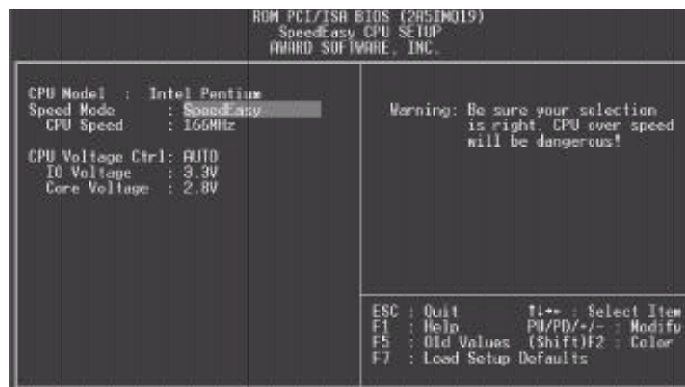 ROM PCI/ISA BIOS (2A5IMQ19)
SpeedEasy CPU SETUP
AWARD SOFTWARE, INC.
CPU Model : Intel Pentium
Speed Mode : SpeedEasy
CPU Speed : 166MHz
CPU Voltage Ctrl: AUTO
IO Voltage : 3.3V
Core Voltage : 2.8V
Warning: Be sure your selection
is right. CPU over speed
will be dangerous!
ESC : Quit ↑↓→← : Select Item
F1 : Help PU/PD/+/- : Modify
F5 : Old Values (Shift)F2 : Color
F7 : Load Setup Defaults